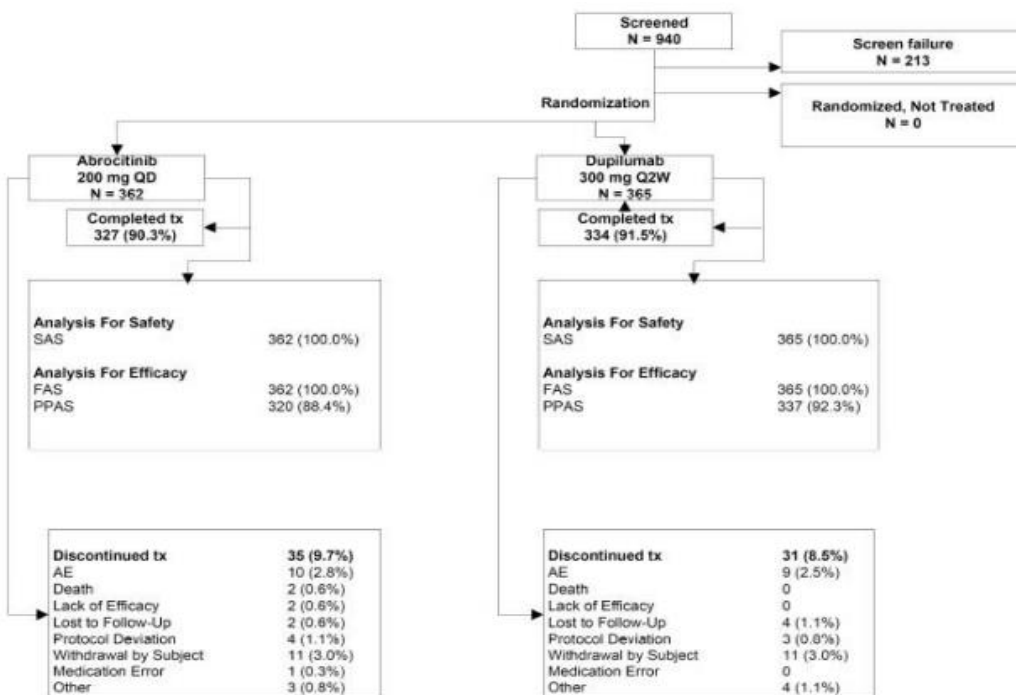 Screened
N = 940
Screen failure
N = 213
Randomization
Randomized, Not Treated
N = 0
Abrocitinib
200 mg QD
N = 362
Completed tx
327 (90.3%)
Dupilumab
300 mg Q2W
N = 365
Completed tx
334 (91.5%)
Analysis For Safety
SAS 362 (100.0%)
Analysis For Efficacy
FAS 362 (100.0%)
PPAS 320 (88.4%)
Analysis For Safety
SAS 365 (100.0%)
Analysis For Efficacy
FAS 365 (100.0%)
PPAS 337 (92.3%)
Discontinued tx 35 (9.7%)
AE 10 (2.8%)
Death 2 (0.6%)
Lack of Efficacy 2 (0.6%)
Lost to Follow-Up 2 (0.6%)
Protocol Deviation 4 (1.1%)
Withdrawal by Subject 11 (3.0%)
Medication Error 1 (0.3%)
Other 3 (0.8%)
Discontinued tx 31 (8.5%)
AE 9 (2.5%)
Death 0
Lack of Efficacy 0
Lost to Follow-Up 4 (1.1%)
Protocol Deviation 3 (0.8%)
Withdrawal by Subject 11 (3.0%)
Medication Error 0
Other 4 (1.1%)